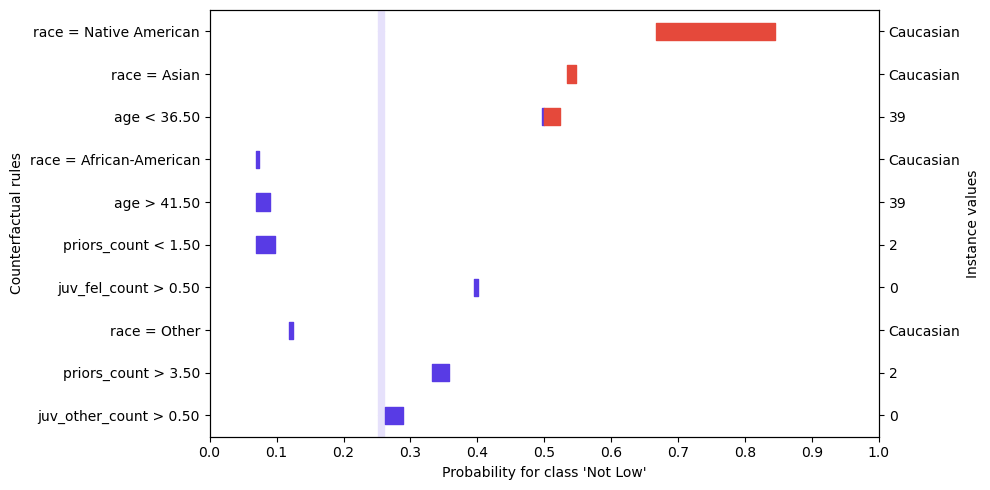 race = Native American
Caucasian
race = Asian
Caucasian
age < 36.50
39
race = African-American
Caucasian
age > 41.50
39
priors_count < 1.50
2
juv_fel_count > 0.50
0
race = Other
Caucasian
priors_count > 3.50
2
juv_other_count > 0.50
0
Counterfactual rules
Instance values
0.0 0.1 0.2 0.3 0.4 0.5 0.6 0.7 0.8 0.9 1.0
Probability for class 'Not Low'